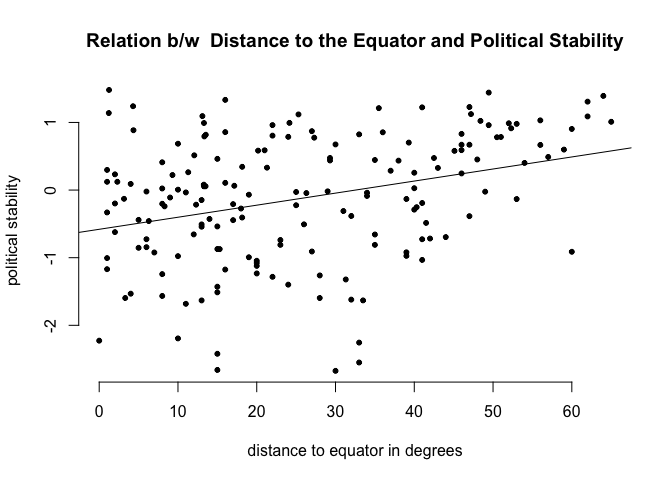 Relation b/w  Distance to the Equator and Political Stability
political stability
1
0
-1
-2
0 10 20 30 40 50 60
distance to equator in degrees